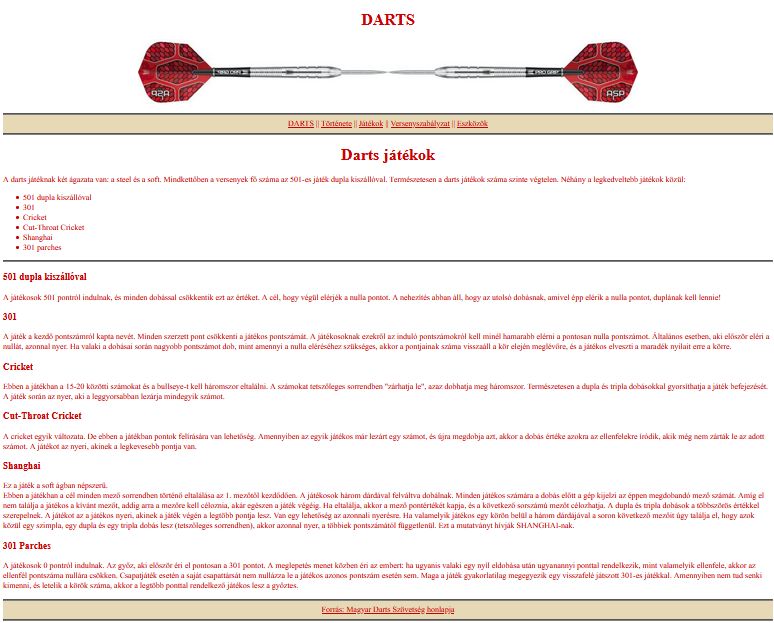 DARTS
DARTS || Története || Játékok || Versenyszabályzat || Eszközök
Darts játékok
A darts játéknak két ágazata van: a steel és a soft. Mindkettőben a versenyek fő száma az 501-es játék dupla kiszállóval. Természetesen a darts játékok száma szinte végtelen. Néhány a legkedveltebb játékok közül:
501 dupla kiszállóval
301
Cricket
Cut-Throat Cricket
Shanghai
301 parches
501 dupla kiszállóval
A játékosok 501 pontról indulnak, és minden dobással csökkentik ezt az értéket. A cél, hogy végül elérjék a nulla pontot. A nehezítés abban áll, hogy az utolsó dobásnak, amivel épp elérik a nulla pontot, duplának kell lennie!
301
A játék a kezdő pontszámról kapta nevét. Minden szerzett pont csökkenti a játékos pontszámát. A játékosoknak ezekről az induló pontszámokról kell minél hamarabb elérni a pontosan nulla pontot. Általános esetben, aki először eléri a
nullát, azonnal nyer. Ha valaki a dobásai során nagyobb pontszámot dob, mint amennyi a nulla eléréséhez szükséges, akkor a pontjainak száma visszaáll a kör elején meglévőre, és a játékos elveszti a maradék nyilait erre a körre.
Cricket
Ebben a játékban a 15-20 közötti számokat és a bullseye-t kell háromszor eltalálni. A számokat tetszőleges sorrendben "zárhatja le", azaz dobhatja meg háromszor. Természetesen a dupla és tripla dobásokkal gyorsíthatja a játék befejezését.
A játék során az nyer, aki a leggyorsabban lezárja mindegyik számot.
Cut-Throat Cricket
A cricket egyik változata. De ebben a játékban pontok felírására van lehetőség. Amennyiben az egyik játékos már lezárt egy számot, és újra megdobja azt, akkor a dobás értéke azokra az ellenfelekre íródik, akik még nem zárták le az adott
számot. A játékot az nyeri, akinek a legkevesebb pontja van.
Shanghai
Ez a játék a soft ágban népszerű.
Ebben a játékban a cél minden mező sorrendben történő eltalálása az 1. mezőtől kezdődően. A játékosok három dárdával felváltva dobálnak. Minden játékos számára a dobás előtt a gép kijelzi az éppen megdobandó mező számát. Amíg el
nem találja a játékos a kívánt mezőt, addig arra a mezőre kell céloznia, akár egészen a játék végéig. Ha eltalálja, akkor a mező pontértékét kapja, és a következő sorszámú mezőt célozhatja. A dupla és tripla dobások a többszörös értékkel
szerepelnek. A játékot az a játékos nyeri, akinek a játék végén a legtöbb pontja lesz. Van egy lehetőség az azonnali nyerésre. Ha valamelyik játékos egy körön belül a három dárdájával a soron következő mezőit úgy találja el, hogy azok
közül egy szimpla, egy dupla és egy tripla dobás lesz (tetszőleges sorrendben), akkor azonnal nyer, a többiek pontszámától függetlenül. Ezt a mutatványt hívják SHANGHAI-nak.
301 Parches
A játékosok 0 pontról indulnak. Az győz, aki először éri el pontosan a 301 pontot. A meglepetés menet közben éri az embert: ha ugyanis valaki egy nyíl eldobása után ugyanannyi ponttal rendelkezik, mint valamelyik ellenfele, akkor az
ellenfél pontszáma nullára csökken. Csapatjáték esetén a saját csapattársát nem nullázza le a játékos azonos pontszám esetén sem. Maga a játék gyakorlatilag megegyezik egy visszafelé játszott 301-es játékkal. Amennyiben nem tud senki
kimenni, és letelik a körök száma, akkor a legtöbb ponttal rendelkező játékos lesz a győztes.
Forrás: Magyar Darts Szövetség honlapja